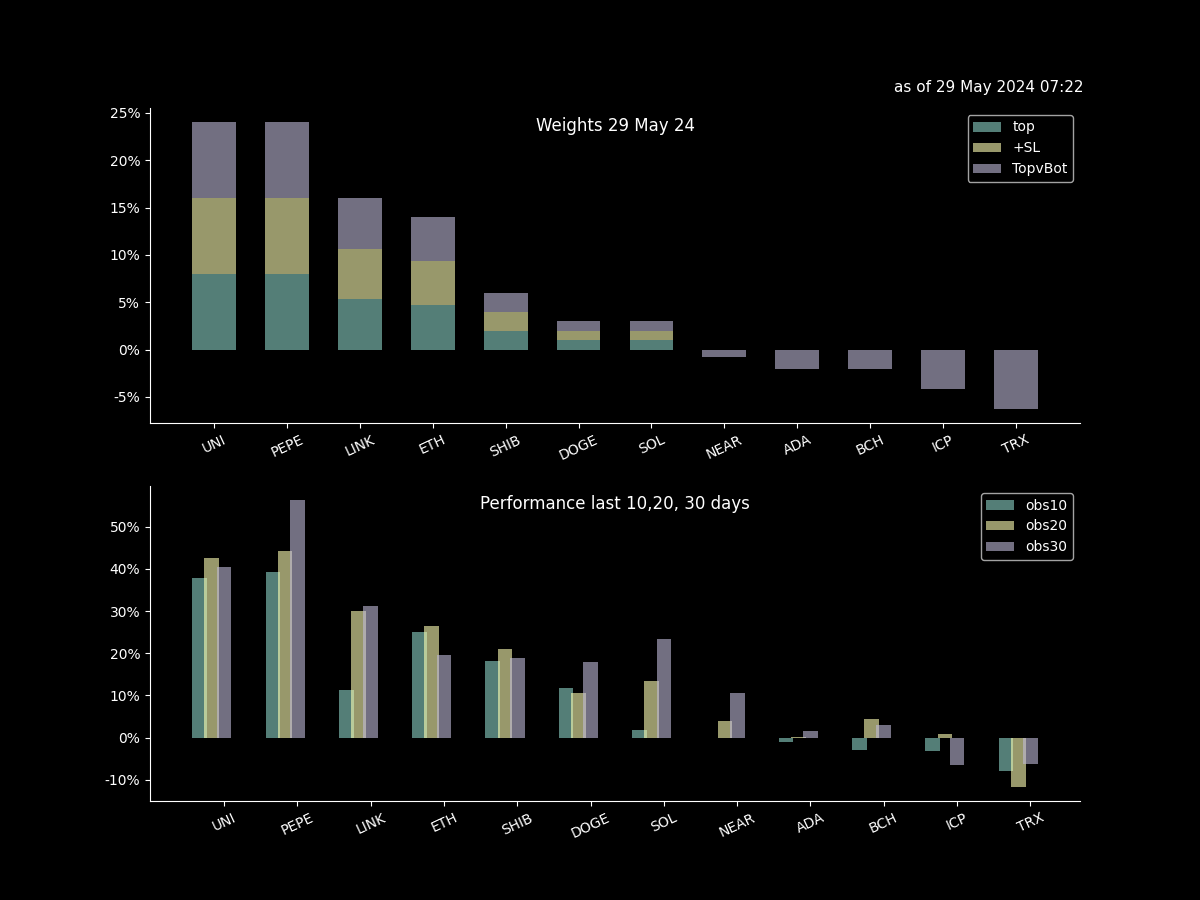 as of 29 May 2024 07:22
Weights 29 May 24
25%
20%
15%
10%
5%
0%
-5%
top
+SL
TopvBot
UNI PEPE LINK ETH SHIB DOGE SOL NEAR ADA BCH ICP TRX
Performance last 10,20, 30 days
50%
40%
30%
20%
10%
0%
-10%
obs10
obs20
obs30
UNI PEPE LINK ETH SHIB DOGE SOL NEAR ADA BCH ICP TRX